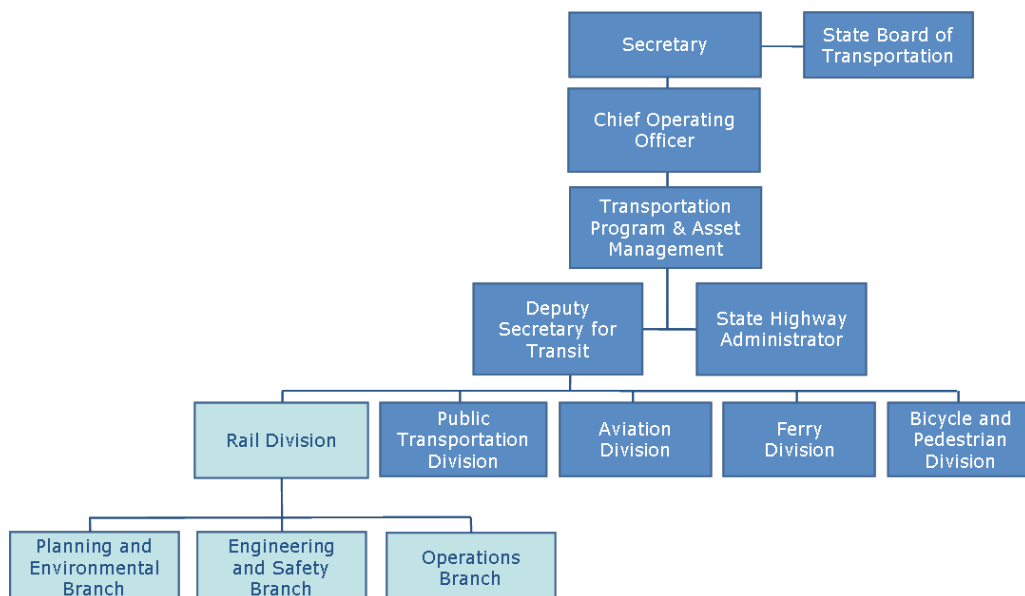 Secretary
State Board of
Transportation
Chief Operating
Officer
Transportation
Program & Asset
Management
Deputy
Secretary for
Transit
State Highway
Administrator
Rail Division
Public
Transportation
Division
Aviation
Division
Ferry
Division
Bicycle and
Pedestrian
Division
Planning and
Environmental
Branch
Engineering
and Safety
Branch
Operations
Branch